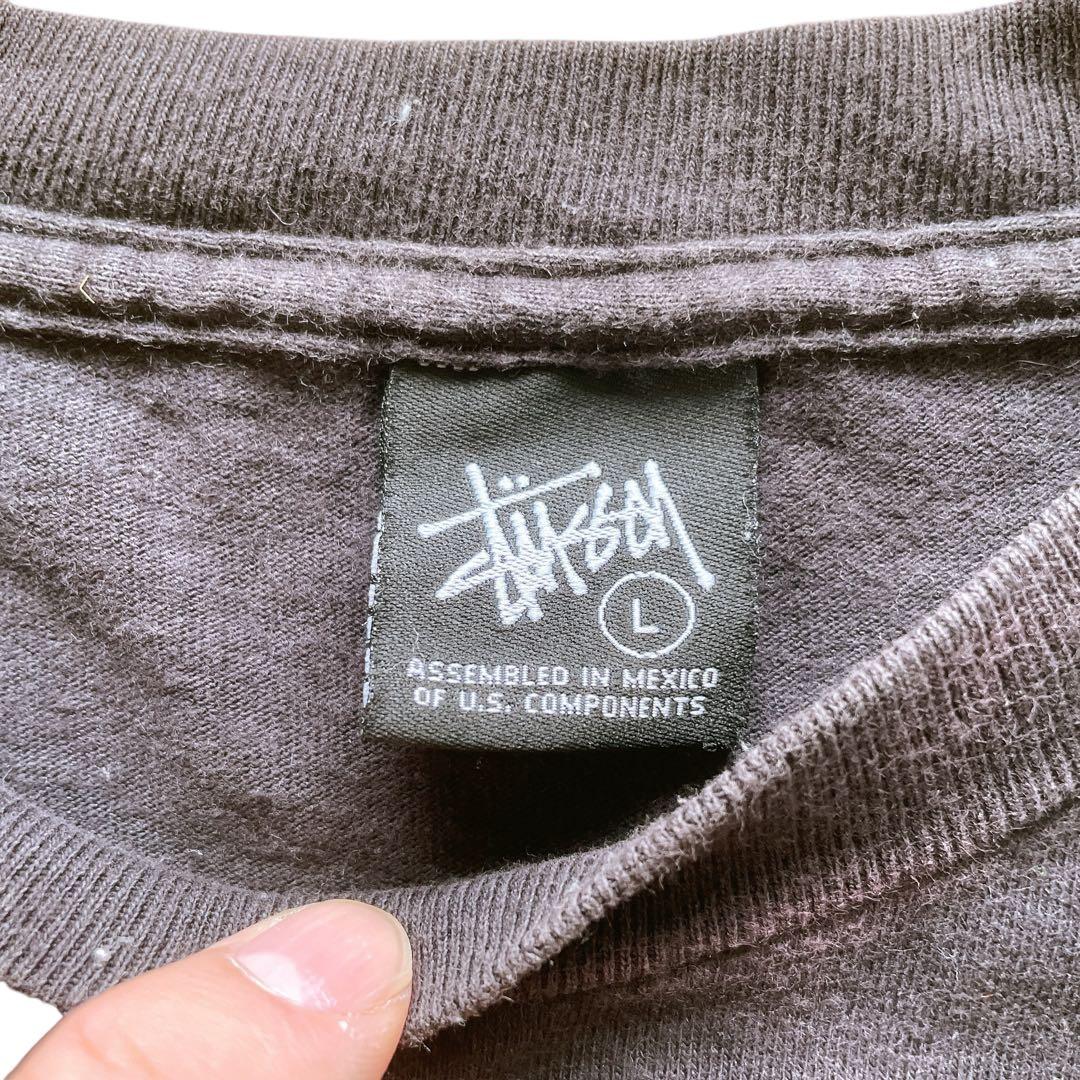 Stüssy
L
ASSEMBLED IN MEXICO
OF U.S. COMPONENTS